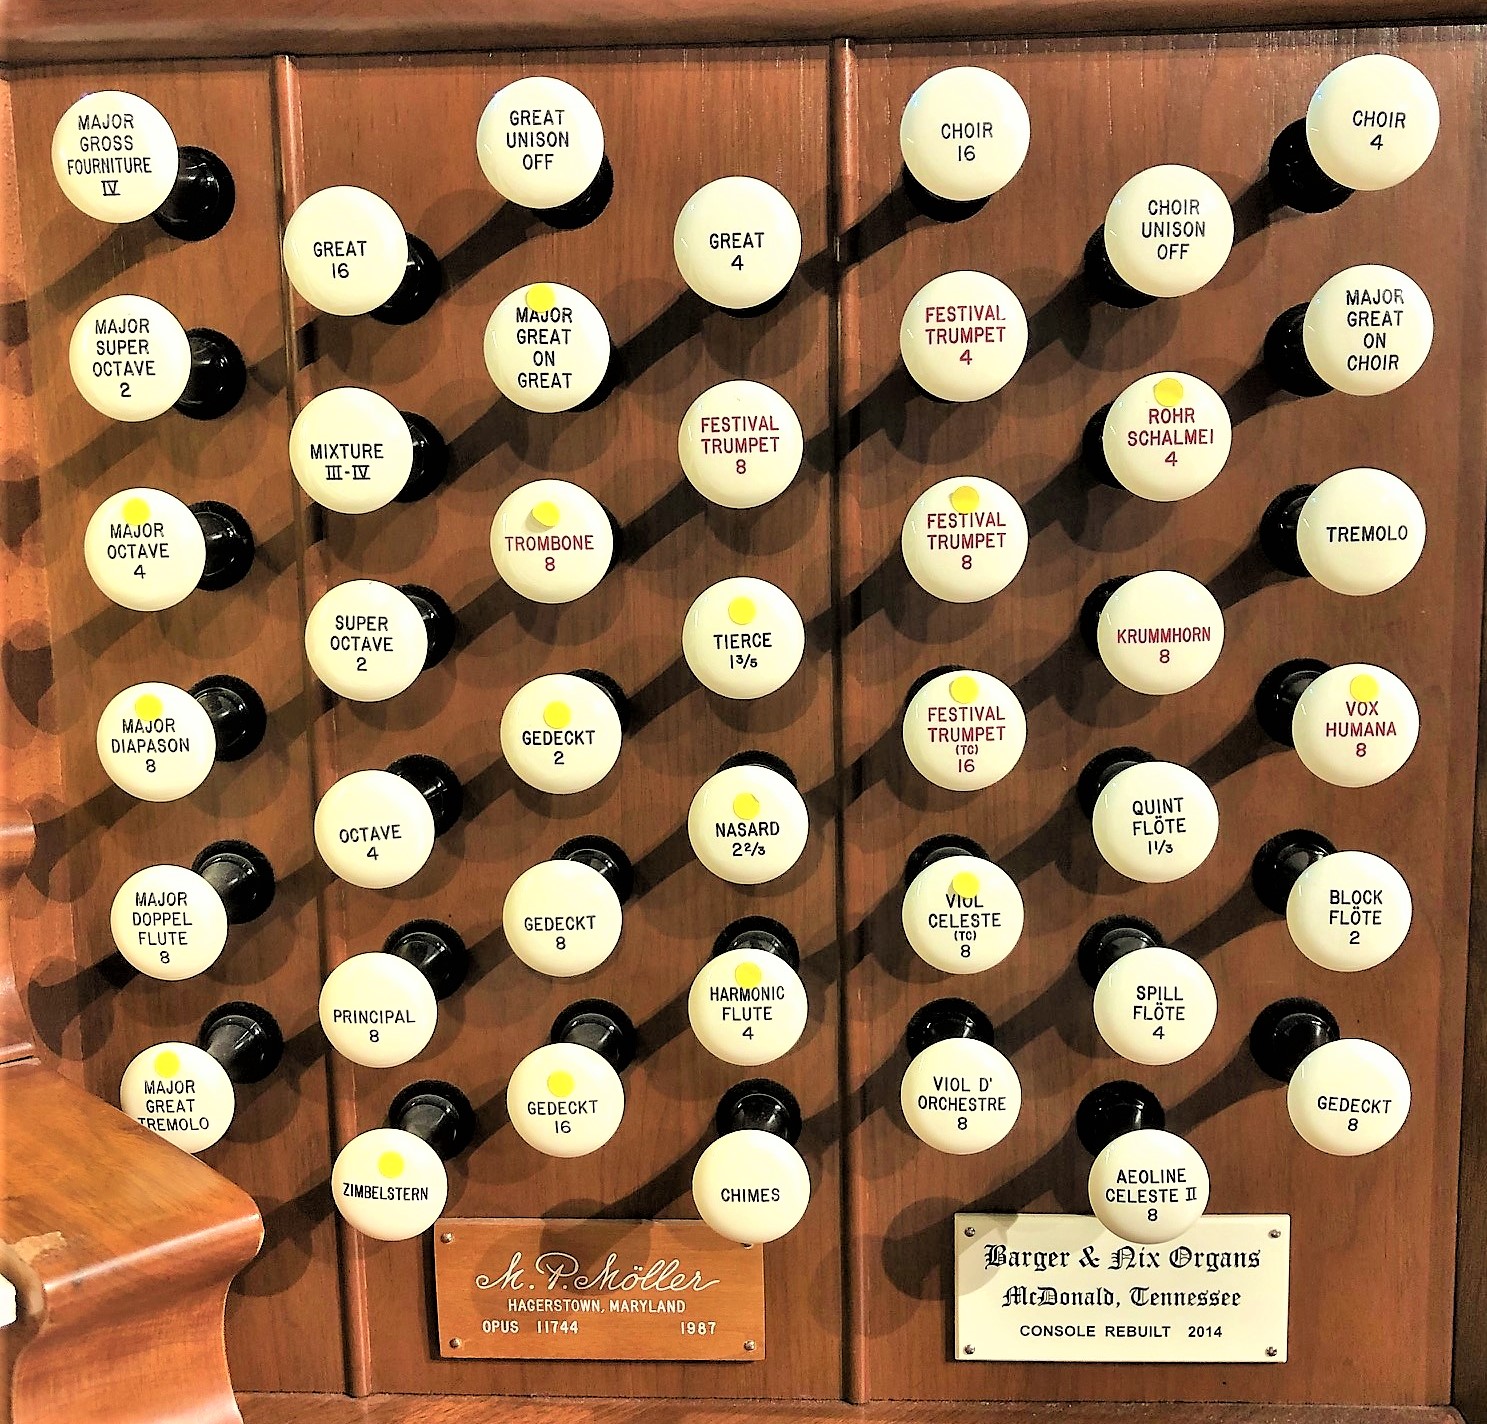 MAJOR
GROSS
FOURNITURE
IV
MAJOR
SUPER
OCTAVE
2
MAJOR
OCTAVE
4
MAJOR
DIAPASON
8
MAJOR
DOPPEL
FLUTE
8
MAJOR
GREAT
TREMOLO
GREAT
16
MIXTURE
III-IV
SUPER
OCTAVE
2
OCTAVE
4
PRINCIPAL
8
ZIMBELSTERN
GREAT
UNISON
OFF
MAJOR
GREAT
ON
GREAT
TROMBONE
8
GEDECKT
2
GEDECKT
8
GEDECKT
16
GREAT
4
FESTIVAL
TRUMPET
8
TIERCE
1 3/5
NASARD
2 2/3
HARMONIC
FLUTE
4
CHIMES
CHOIR
16
FESTIVAL
TRUMPET
4
FESTIVAL
TRUMPET
8
FESTIVAL
TRUMPET
(TC)
16
VIOL
CELESTE
(TC)
8
VIOL D'
ORCHESTRE
8
CHOIR
UNISON
OFF
ROHR
SCHALMEI
4
KRUMMHORN
8
QUINT
FLÖTE
1 1/3
SPILL
FLÖTE
4
AEOLINE
CELESTE II
8
CHOIR
4
MAJOR
GREAT
ON
CHOIR
TREMOLO
VOX
HUMANA
8
BLOCK
FLÖTE
2
GEDECKT
8
M. P. Möller
HAGERSTOWN, MARYLAND
OPUS 11744 1987
Barger & Nix Organs
McDonald, Tennessee
CONSOLE REBUILT 2014